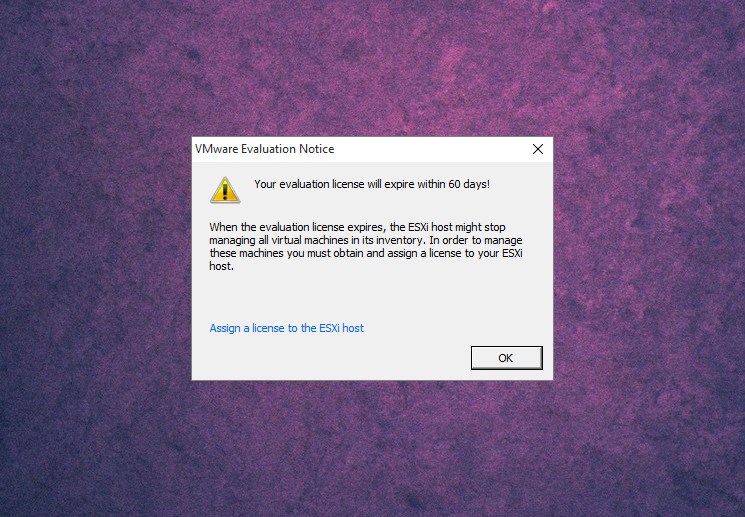 VMware Evaluation Notice
Your evaluation license will expire within 60 days!
When the evaluation license expires, the ESXi host might stop
managing all virtual machines in its inventory. In order to manage
these machines you must obtain and assign a license to your ESXi
host.
Assign a license to the ESXi host
OK